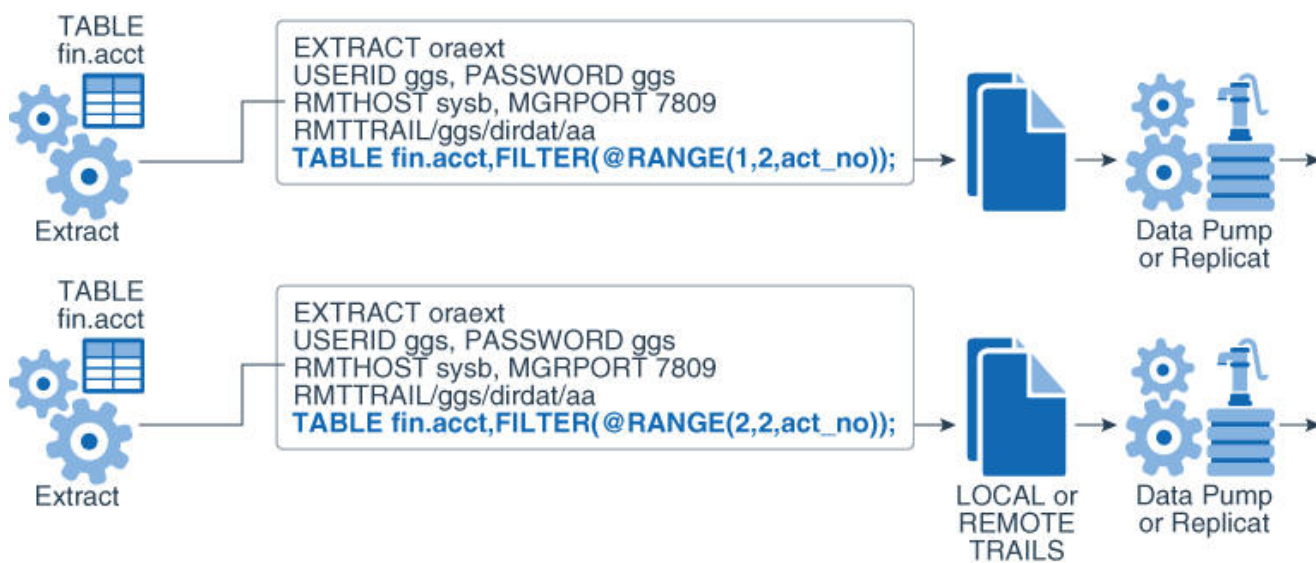 TABLE
fin.acct
Extract
EXTRACT oraext
USERID ggs, PASSWORD ggs
RMTHOST sysb, MGRPORT 7809
RMTTRAIL/ggs/dirdat/aa
TABLE fin.acct,FILTER(@RANGE(1,2,act_no));
Data Pump
or Replicat
TABLE
fin.acct
Extract
EXTRACT oraext
USERID ggs, PASSWORD ggs
RMTHOST sysb, MGRPORT 7809
RMTTRAIL/ggs/dirdat/aa
TABLE fin.acct,FILTER(@RANGE(2,2,act_no));
LOCAL or
REMOTE
TRAILS
Data Pump
or Replicat